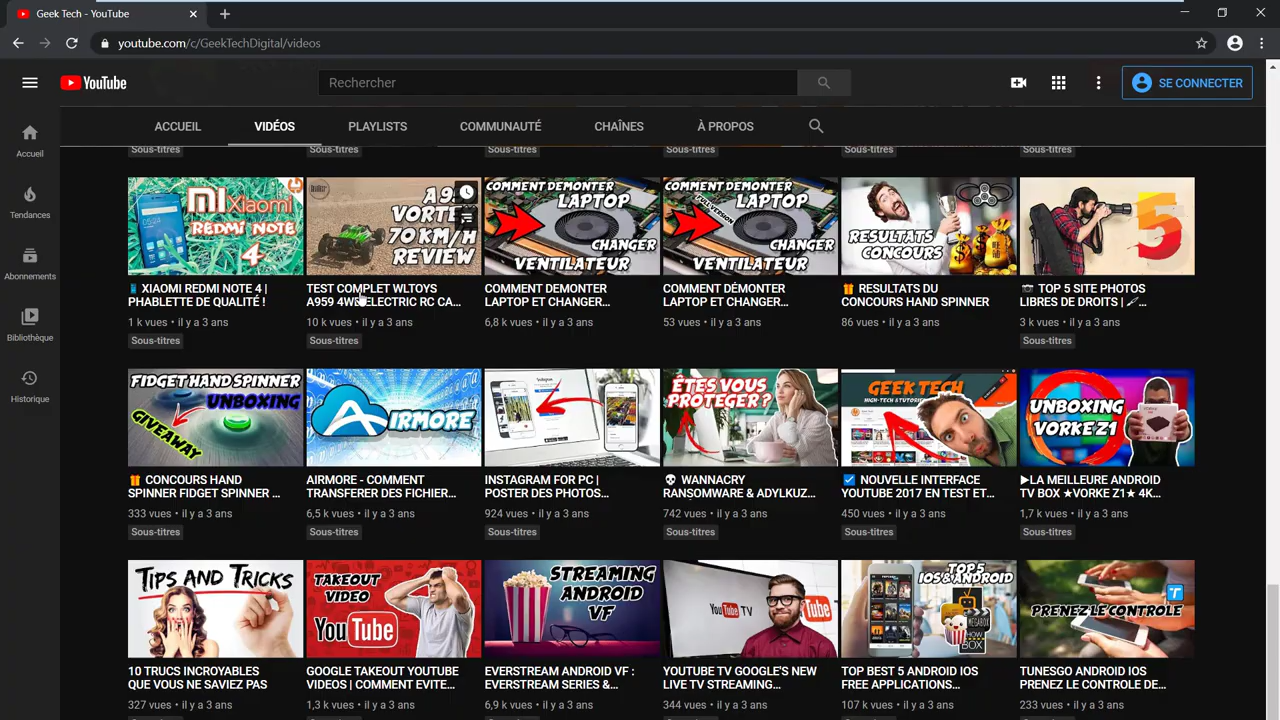 Geek Tech - YouTube
youtube.com/c/GeekTechDigital/videos
YouTube
Rechercher
SE CONNECTER
ACCUEIL VIDÉOS PLAYLISTS COMMUNAUTÉ CHAÎNES À PROPOS
Accueil
Tendances
Abonnements
Bibliothèque
Historique
Sous-titres Sous-titres Sous-titres Sous-titres Sous-titres Sous-titres
MI Xiaomi
REDMI NOTE
4
VORTEX
70 KM/H
REVIEW
COMMENT DEMONTER
LAPTOP
CHANGER
VENTILATEUR
COMMENT DEMONTER
LAPTOP
FULL VERSION
CHANGER
VENTILATEUR
RESULTATS
CONCOURS
5
XIAOMI REDMI NOTE 4 |
PHABLETTE DE QUALITÉ !
1 k vues • il y a 3 ans
Sous-titres
TEST COMPLET WLTOYS
A959 4WD ELECTRIC RC CA...
10 k vues • il y a 3 ans
Sous-titres
COMMENT DEMONTER
LAPTOP ET CHANGER...
6,8 k vues • il y a 3 ans
COMMENT DÉMONTER
LAPTOP ET CHANGER...
53 vues • il y a 3 ans
RESULTATS DU
CONCOURS HAND SPINNER
86 vues • il y a 3 ans
TOP 5 SITE PHOTOS
LIBRES DE DROITS | ...
3 k vues • il y a 3 ans
Sous-titres
FIDGET HAND SPINNER
UNBOXING
GIVEAWAY
AIRMORE
Instagram
ÊTES VOUS
PROTEGER ?
GEEK TECH
HIGH-TECH & TUTORIELS
UNBOXING
VORKE Z1
CONCOURS HAND
SPINNER FIDGET SPINNER ...
333 vues • il y a 3 ans
Sous-titres
AIRMORE - COMMENT
TRANSFERER DES FICHIER...
6,5 k vues • il y a 3 ans
INSTAGRAM FOR PC |
POSTER DES PHOTOS...
924 vues • il y a 3 ans
Sous-titres
WANNACRY
RANSOMWARE & ADYLKUZ...
742 vues • il y a 3 ans
Sous-titres
NOUVELLE INTERFACE
YOUTUBE 2017 EN TEST ET...
450 vues • il y a 3 ans
LA MEILLEURE ANDROID
TV BOX ★VORKE Z1★ 4K...
1,7 k vues • il y a 3 ans
Sous-titres
TIPS AND TRICKS
TAKEOUT
VIDEO
YouTube
STREAMING
ANDROID
VF
YouTube TV
Tube
TOP 5
IOS & ANDROID
MEGABOX
SHOW
BOX
PRENEZ LE CONTROLE
T
10 TRUCS INCROYABLES
QUE VOUS NE SAVIEZ PAS
327 vues • il y a 3 ans
GOOGLE TAKEOUT YOUTUBE
VIDEOS | COMMENT EVITE...
1,3 k vues • il y a 3 ans
EVERSTREAM ANDROID VF :
EVERSTREAM SERIES &...
6,9 k vues • il y a 3 ans
YOUTUBE TV GOOGLE'S NEW
LIVE TV STREAMING...
344 vues • il y a 3 ans
TOP BEST 5 ANDROID IOS
FREE APPLICATIONS...
107 k vues • il y a 3 ans
TUNESGO ANDROID IOS
PRENEZ LE CONTROLE DE...
233 vues • il y a 3 ans